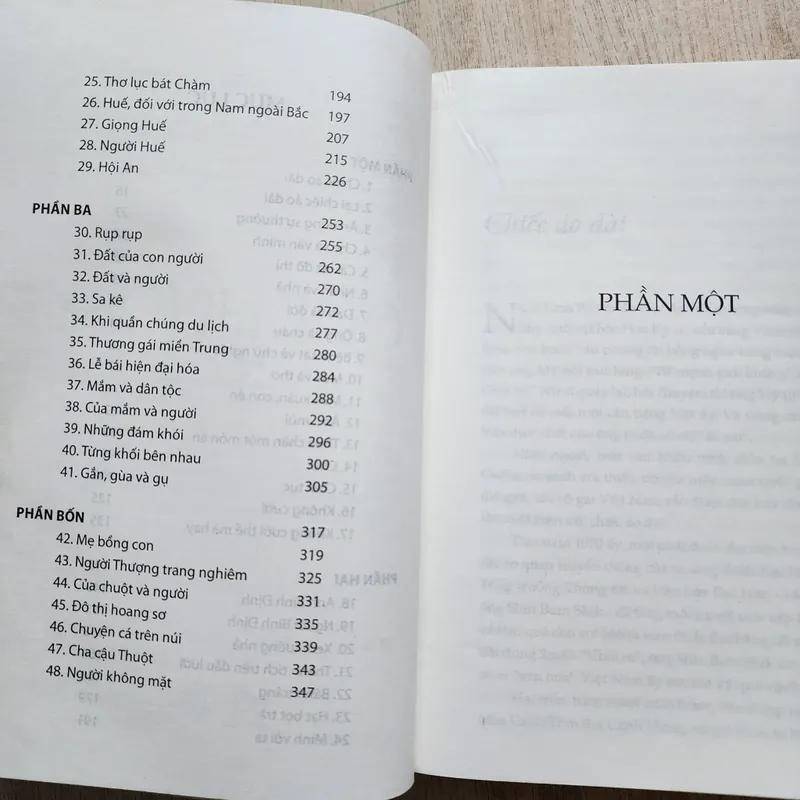 25. Thơ lục bát Chàm 194
26. Huế, đối với trong Nam ngoài Bắc 197
27. Giọng Huế 207
28. Người Huế 215
29. Hội An 226
PHẦN BA 253
30. Rụp rụp 255
31. Đất của con người 262
32. Đất và người 270
33. Sa kê 272
34. Khi quần chúng du lịch 277
35. Thương gái miền Trung 280
36. Lễ bái hiện đại hóa 284
37. Mắm và dân tộc 288
38. Của mắm và người 292
39. Những đám khói 296
40. Từng khối bên nhau 300
41. Gắn, gùa và gụ 305
PHẦN BỐN 317
42. Mẹ bồng con 319
43. Người Thượng trang nghiêm 325
44. Của chuột và người 331
45. Đô thị hoang sơ 335
46. Chuyện cá trên núi 339
47. Cha cậu Thuột 343
48. Người không mặt 347
PHẦN MỘT